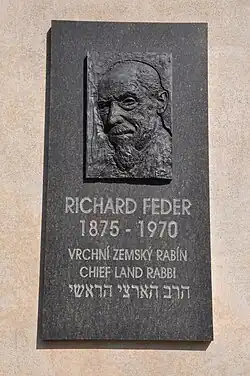 RICHARD FEDER
1875 - 1970
VRCHNÍ ZEMSKÝ RABÍN
CHIEF LAND RABBI
הרב הארצי הראשי